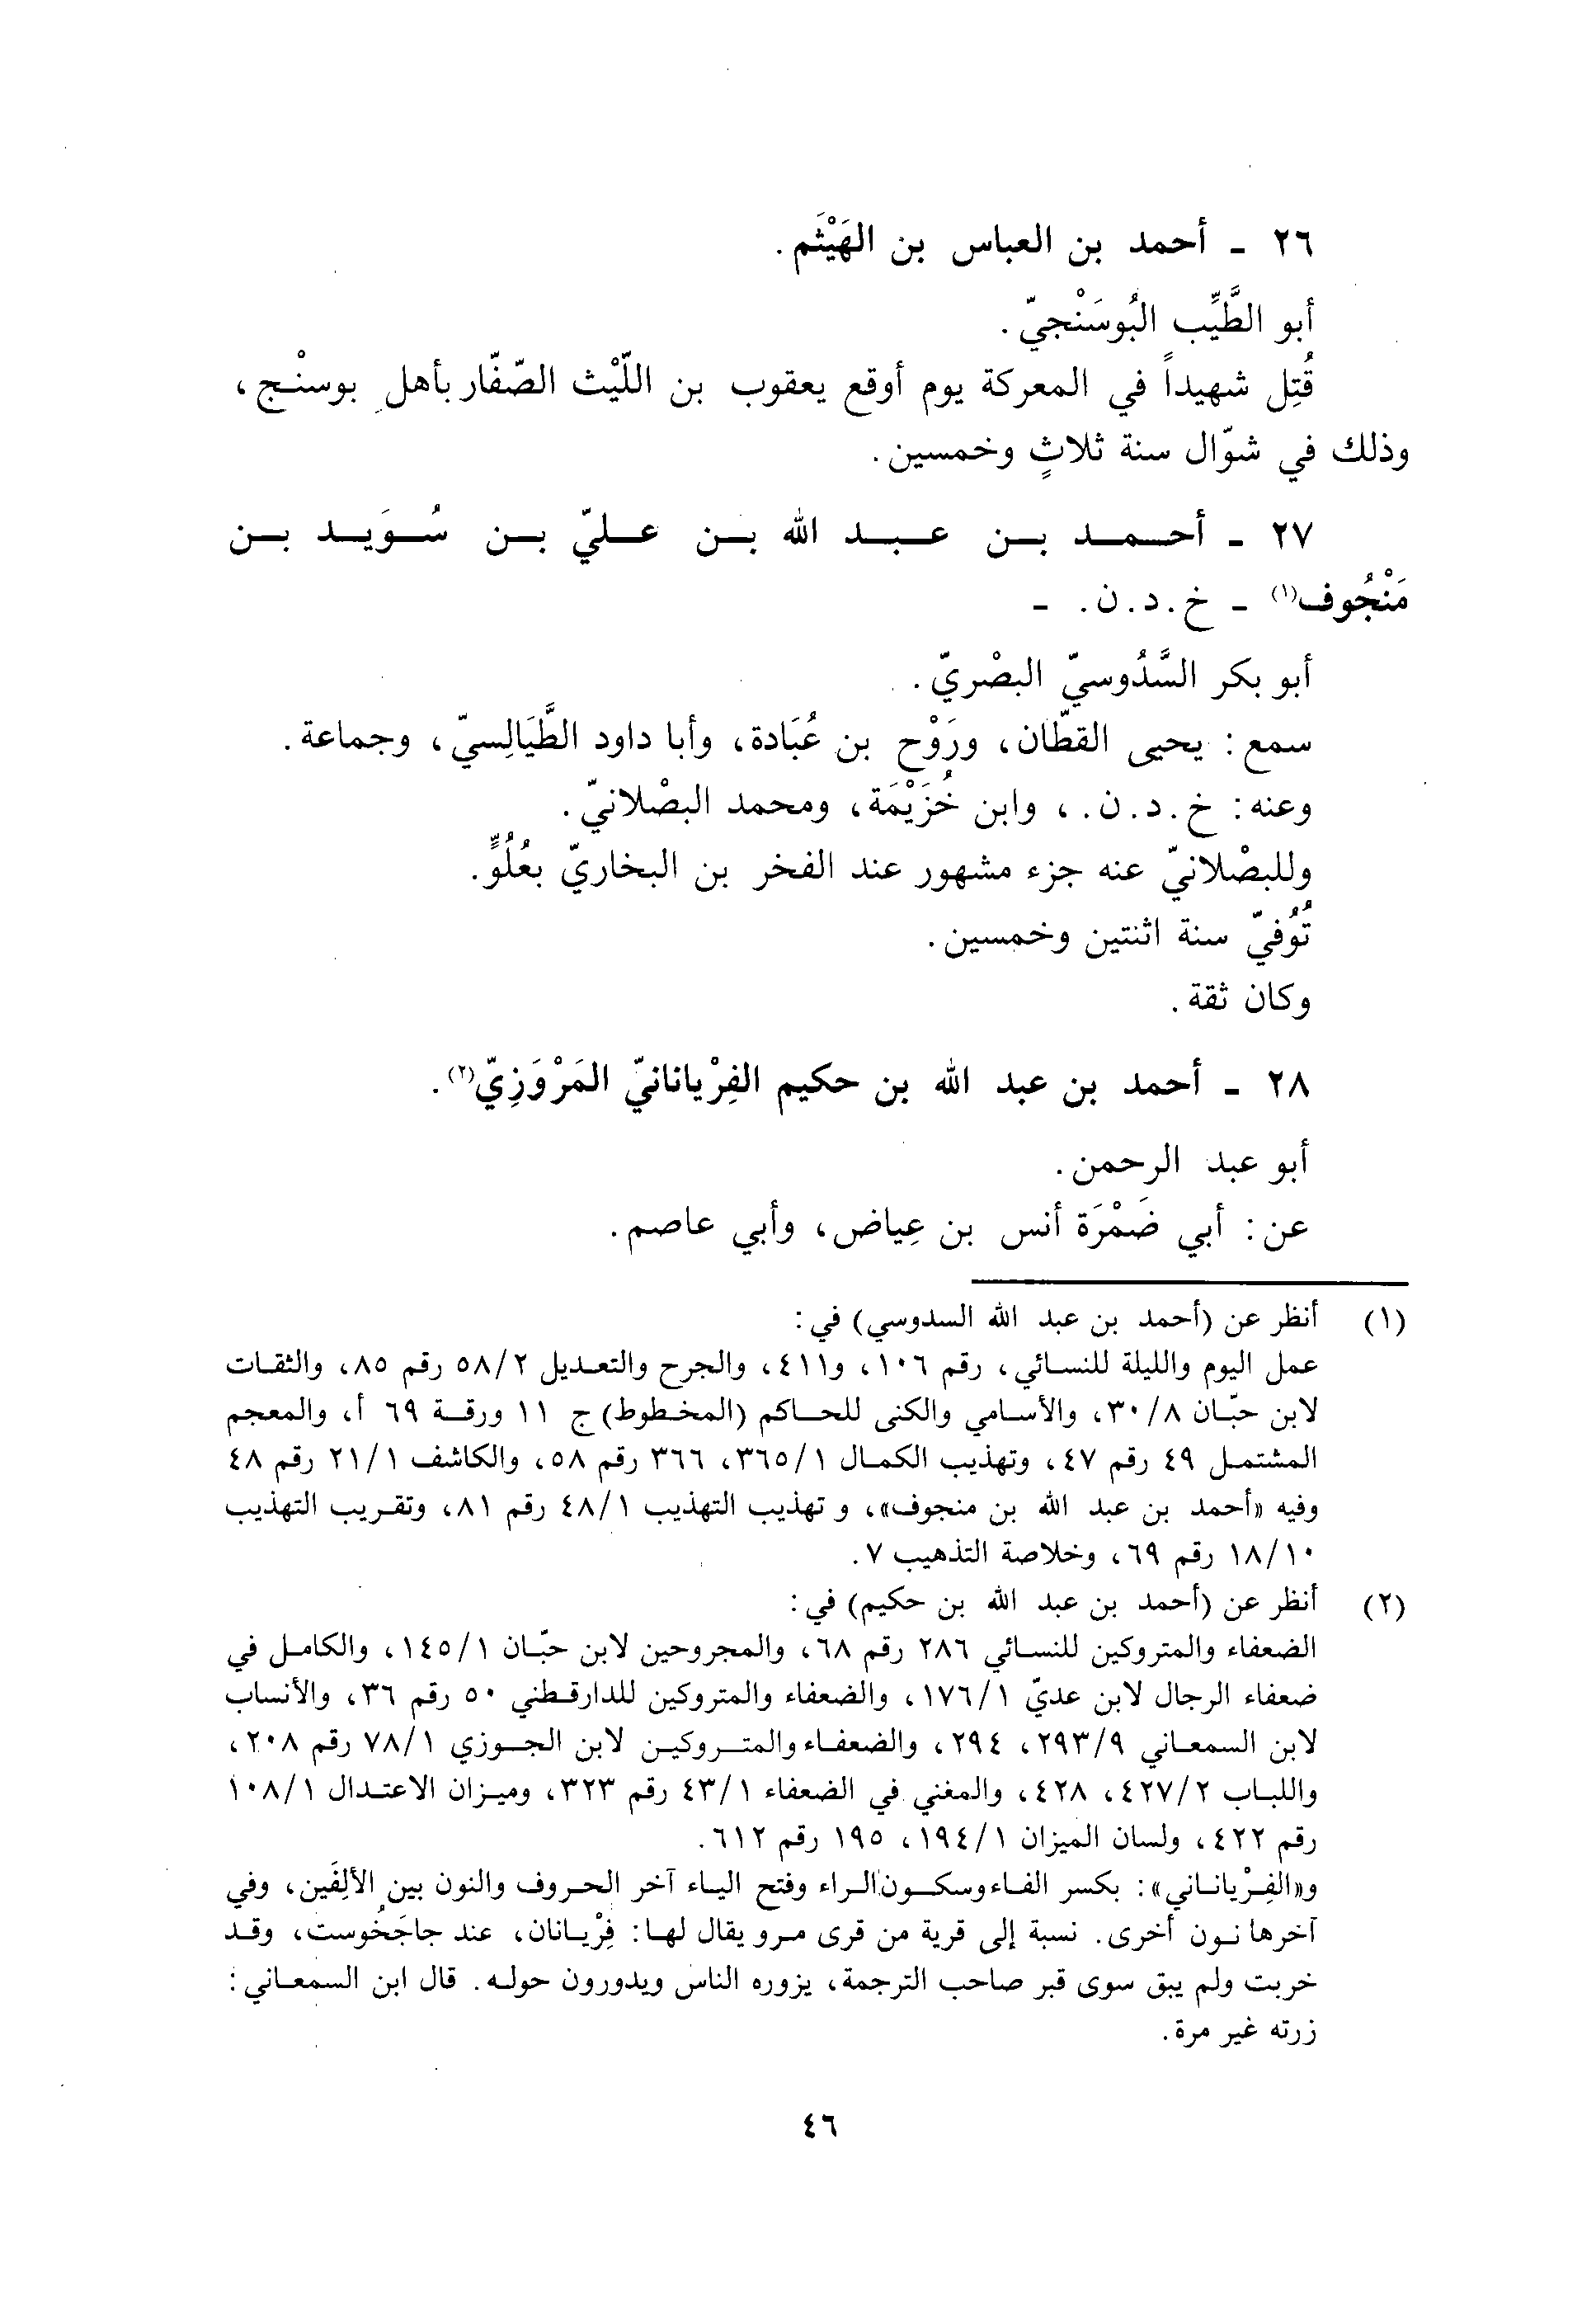 ٢٦ - أحمد بن العباس بن الهَيْثَم.
أبو الطَّيِّب البُوسَنْجيّ.
قُتِل شهيداً في المعركة يوم أوقع يعقوب بن اللَّيْث الصّفّار بأهل بوسنْج،
وذلك في شوّال سنة ثلاثٍ وخمسين.
٢٧ - أحمد بن عبد الله بن عليّ بن سُوَيد بن
مَنْجُوف(١) - خ.د.ن. -
أبو بكر السَّدُوسيّ البصْريّ.
سمع: يحيى القطّان، ورَوْح بن عُبَادة، وأبا داود الطَّيَالِسيّ، وجماعة.
وعنه: خ.د.ن.، وابن خُزَيْمَة، ومحمد البصْلانيّ.
وللبصْلانيّ عنه جزء مشهور عند الفخر بن البخاريّ بعُلُوٍّ.
تُوُفيّ سنة اثنتين وخمسين.
وكان ثقة.
٢٨ - أحمد بن عبد الله بن حكيم الفِرْيانانيّ المَرْوَزِيّ(٢).
أبو عبد الرحمن.
عن: أبي ضَمْرَة أنس بن عِياض، وأبي عاصم.
(١) أنظر عن (أحمد بن عبد الله السدوسي) في:
عمل اليوم والليلة للنسائي، رقم ١٠٦، و٤١١، والجرح والتعديل ٥٨/٢ رقم ٨٥، والثقات
لابن حبّان ٣٠/٨، والأسامي والكنى للحاكم (المخطوط) ج ١١ ورقة ٦٩ أ، والمعجم
المشتمل ٤٩ رقم ٤٧، وتهذيب الكمال ٣٦٥/١، ٣٦٦ رقم ٥٨، والكاشف ٢١/١ رقم ٤٨
وفيه «أحمد بن عبد الله بن منجوف»، و تهذيب التهذيب ٤٨/١ رقم ٨١، وتقريب التهذيب
١٨/١٠ رقم ٦٩، وخلاصة التذهيب ٧.
(٢) أنظر عن (أحمد بن عبد الله بن حكيم) في:
الضعفاء والمتروكين للنسائي ٢٨٦ رقم ٦٨، والمجروحين لابن حبّان ١٤٥/١، والكامل في
ضعفاء الرجال لابن عديّ ١٧٦/١، والضعفاء والمتروكين للدارقطني ٥٠ رقم ٣٦، والأنساب
لابن السمعاني ٢٩٣/٩، ٢٩٤، والضعفاء والمتروكين لابن الجوزي ٧٨/١ رقم ٢٠٨،
واللباب ٤٢٧/٢، ٤٢٨، والمغني في الضعفاء ٤٣/١ رقم ٣٢٣، وميزان الاعتدال ١٠٨/١
رقم ٤٢٢، ولسان الميزان ١٩٤/١، ١٩٥ رقم ٦١٢.
و«الفِرْياناني»: بكسر الفاء وسكون الراء وفتح الياء آخر الحروف والنون بين الألِفَين، وفي
آخرها نون أخرى. نسبة إلى قرية من قرى مرو يقال لها: فِرْيانان، عند جاجَخُوست، وقد
خربت ولم يبق سوى قبر صاحب الترجمة، يزوره الناس ويدورون حوله. قال ابن السمعاني:
زرته غير مرة.
٤٦